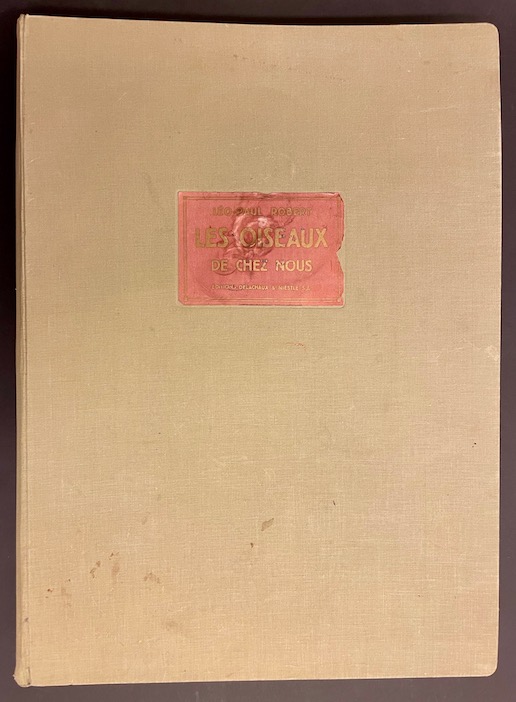 LÉO-PAUL ROBERT
LES OISEAUX
DE CHEZ NOUS
DELACHAUX & NIESTLÉ S.A.